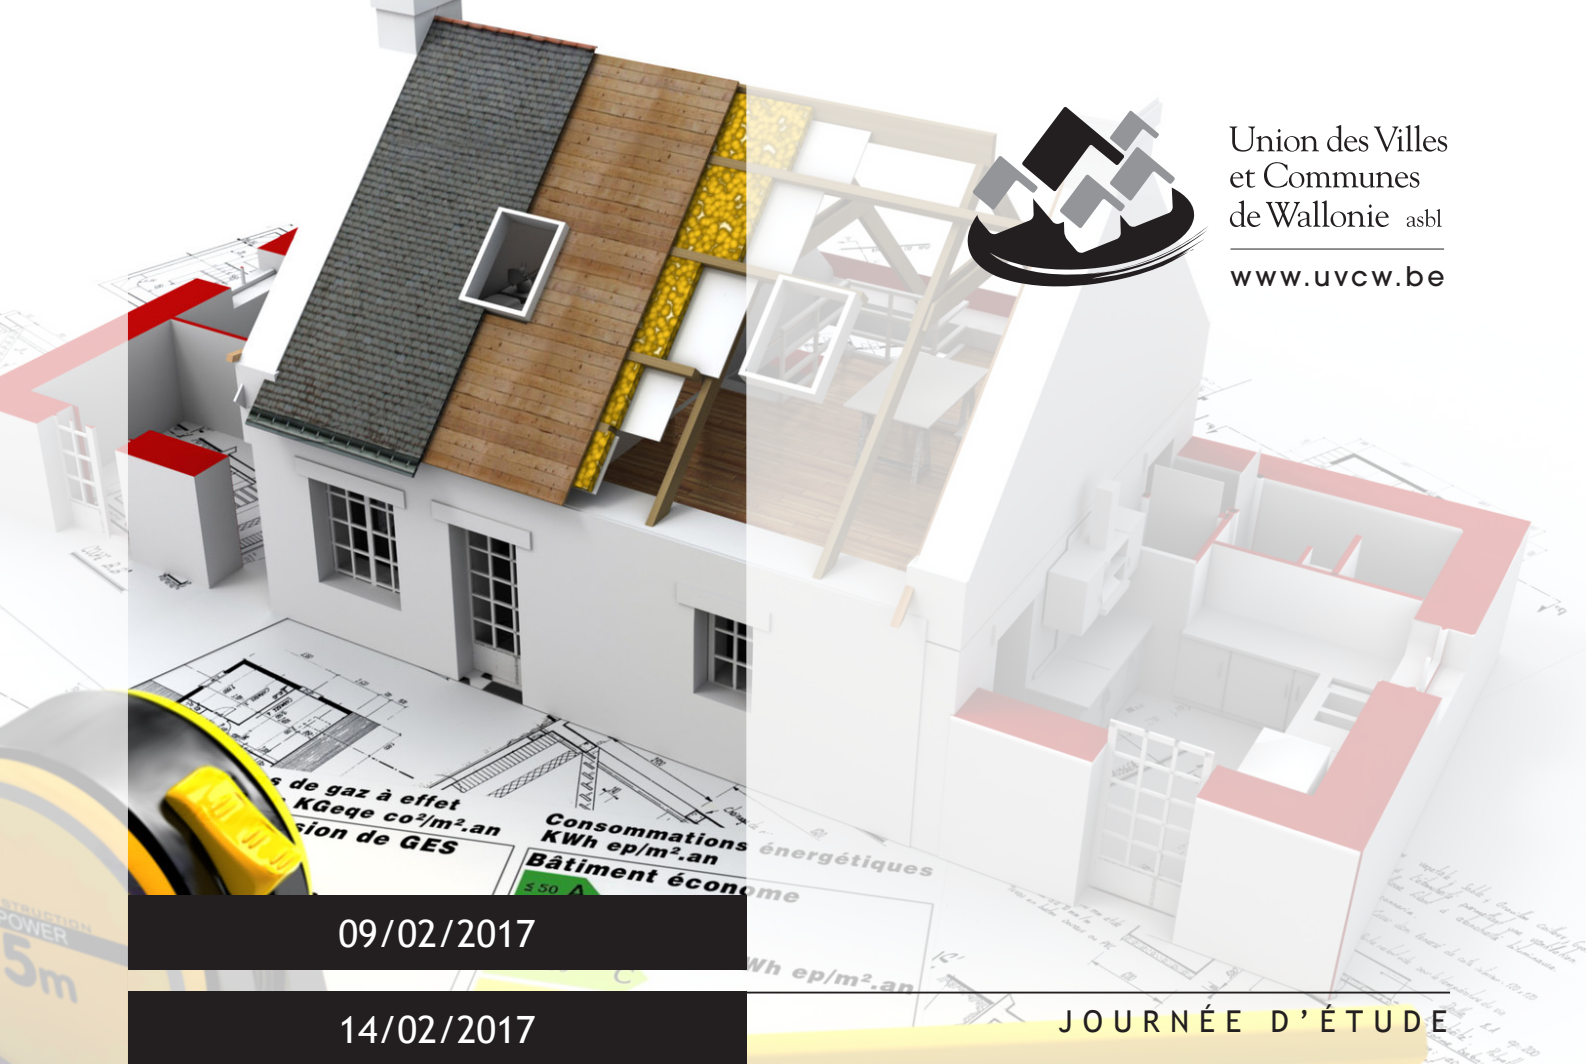 Union des Villes
et Communes
de Wallonie asbl
www.uvcw.be
s de gaz à effet
KGeqe co²/m².an
sion de GES
Consommations
énergétiques
KWh ep/m².an
Bâtiment économe
≤ 50 A
09/02/2017
POWER
5m
C
Wh ep/m².an
14/02/2017
JOURNÉE D'ÉTUDE